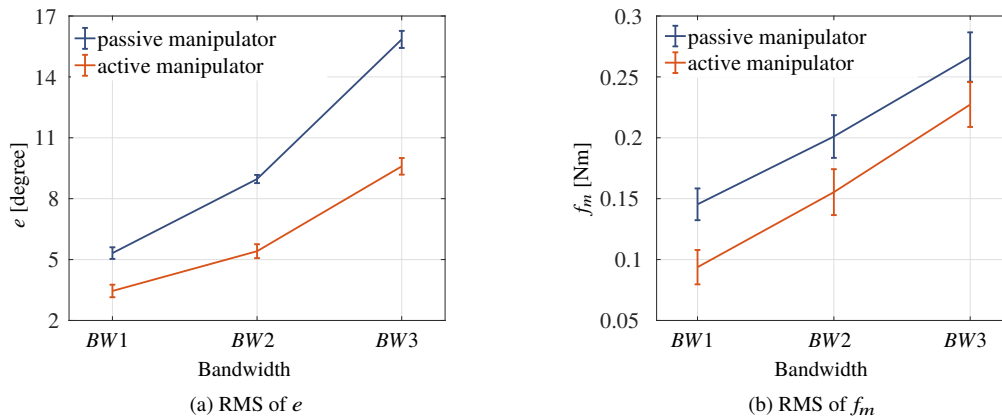 17
14
11
8
5
2
e [degree]
passive manipulator
active manipulator
BW1 BW2 BW3
Bandwidth
(a) RMS of e
0.3
0.25
0.2
0.15
0.1
0.05
fm [Nm]
passive manipulator
active manipulator
BW1 BW2 BW3
Bandwidth
(b) RMS of fm